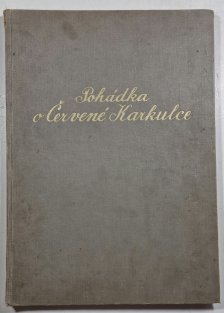 Pohádka
o Červené Karkulce